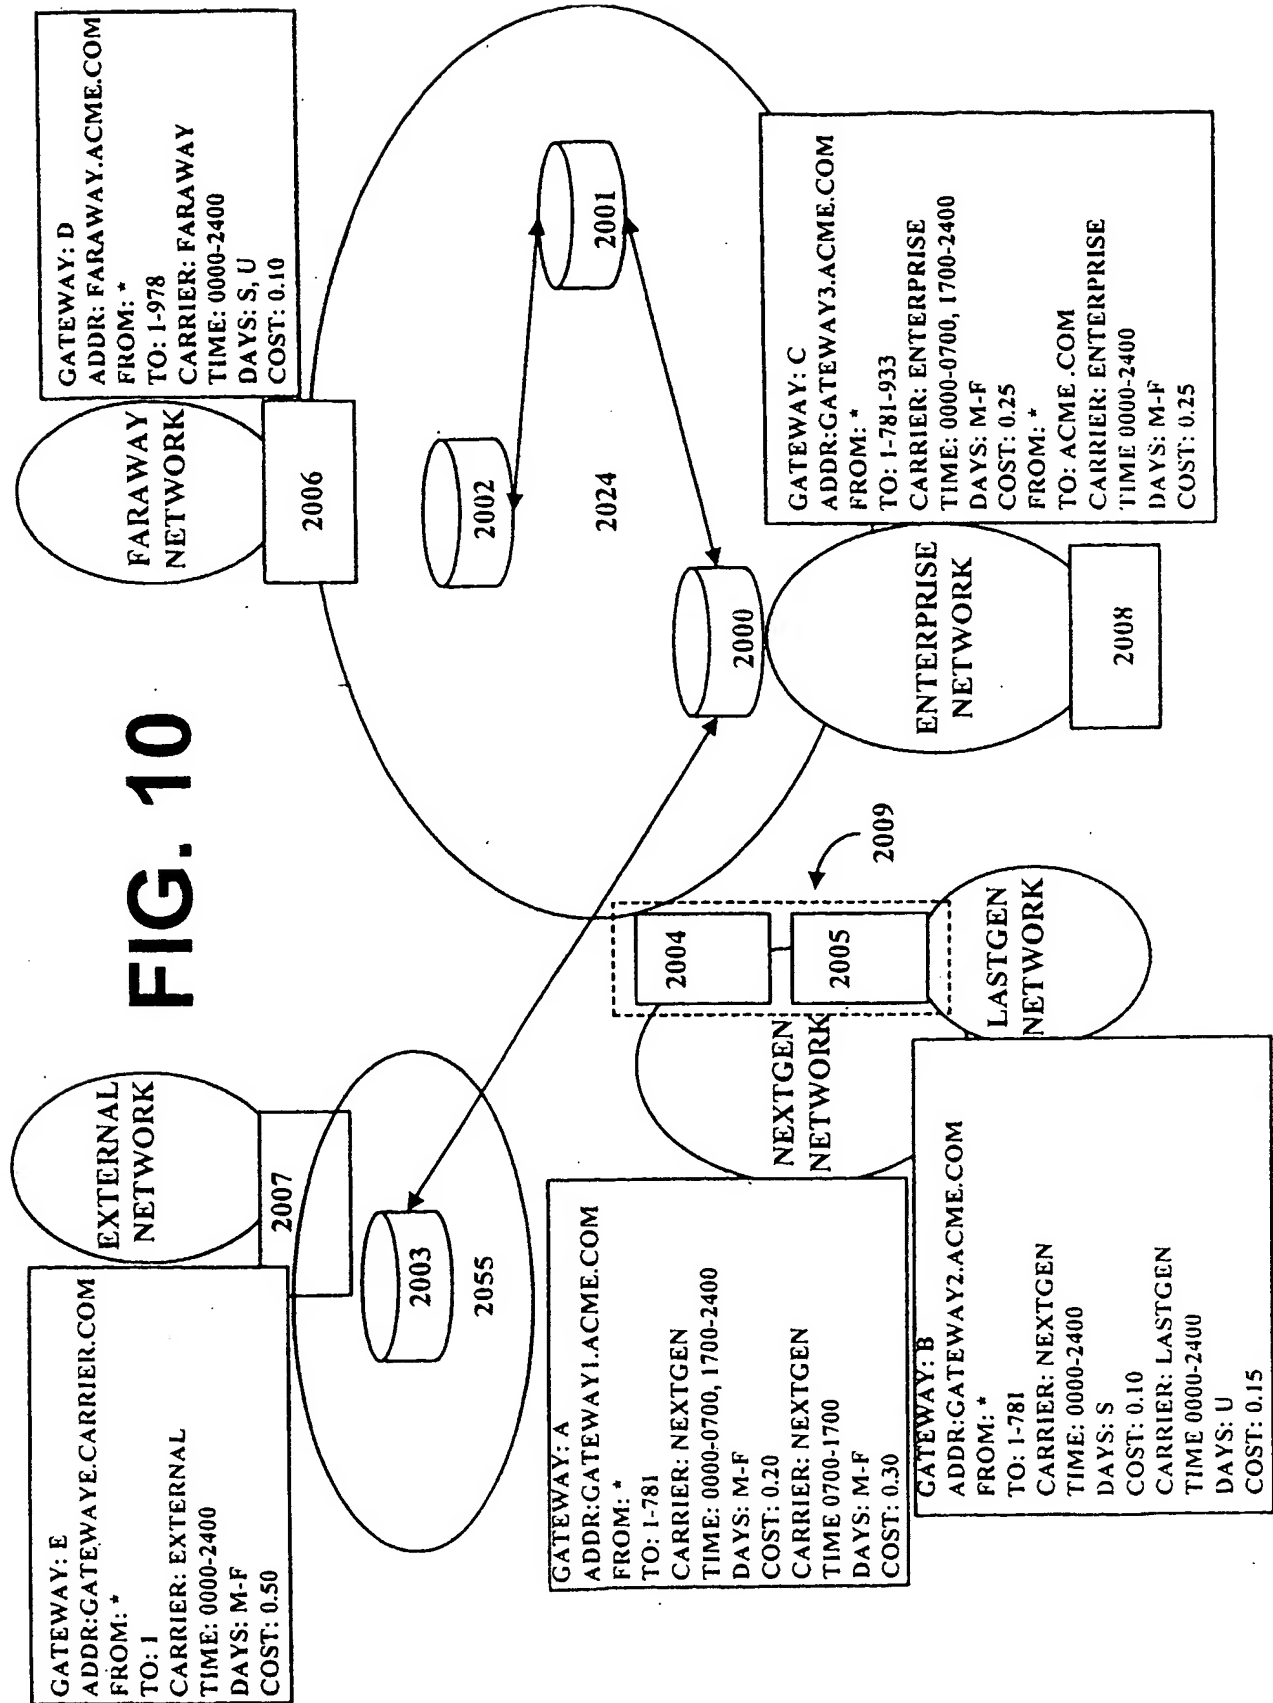 FIG. 10
GATEWAY: E
ADDR:GATEWAYE.CARRIER.COM
FROM: *
TO: 1
CARRIER: EXTERNAL
TIME: 0000-2400
DAYS: M-F
COST: 0.50
EXTERNAL
NETWORK
2007
2003
2055
FARAWAY
NETWORK
2006
GATEWAY: D
ADDR: FARAWAY.ACME.COM
FROM: *
TO: 1-978
CARRIER: FARAWAY
TIME: 0000-2400
DAYS: S, U
COST: 0.10
2002
2024
2001
2000
GATEWAY: A
ADDR:GATEWAY1.ACME.COM
FROM: *
TO: 1-781
CARRIER: NEXTGEN
TIME: 0000-0700, 1700-2400
DAYS: M-F
COST: 0.20
CARRIER: NEXTGEN
TIME 0700-1700
DAYS: M-F
COST: 0.30
NEXTGEN
NETWORK
2004
2005
2009
LASTGEN
NETWORK
GATEWAY: B
ADDR:GATEWAY2.ACME.COM
FROM: *
TO: 1-781
CARRIER: NEXTGEN
TIME: 0000-2400
DAYS: S
COST: 0.10
CARRIER: LASTGEN
TIME 0000-2400
DAYS: U
COST: 0.15
ENTERPRISE
NETWORK
2008
GATEWAY: C
ADDR:GATEWAY3.ACME.COM
FROM: *
TO: 1-781-933
CARRIER: ENTERPRISE
TIME: 0000-0700, 1700-2400
DAYS: M-F
COST: 0.25
FROM: *
TO: ACME .COM
CARRIER: ENTERPRISE
TIME 0000-2400
DAYS: M-F
COST: 0.25